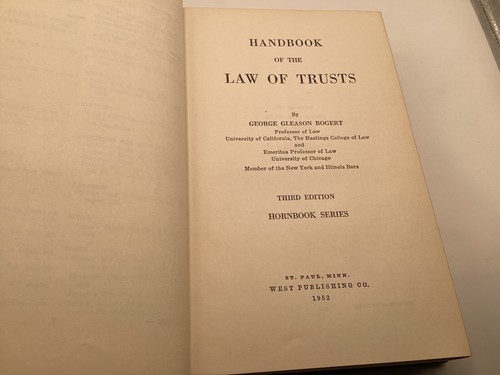 HANDBOOK
OF THE
LAW OF TRUSTS
By
GEORGE GLEASON BOGERT
Professor of Law
University of California, The Hastings College of Law
and
Emeritus Professor of Law
University of Chicago
Member of the New York and Illinois Bars
THIRD EDITION
HORNBOOK SERIES
ST. PAUL, MINN.
WEST PUBLISHING CO.
1952